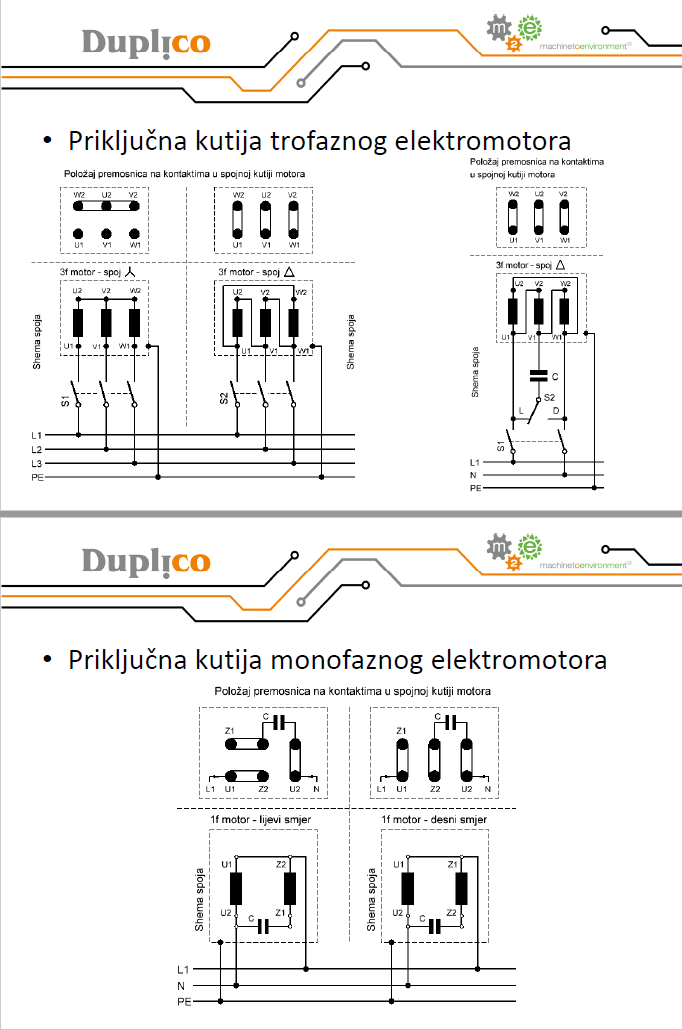 Duplico
m e 2
machinetoenvironment®
• Priključna kutija trofaznog elektromotora
Položaj premosnica na kontaktima u spojnoj kutiji motora
W2 U2 V2
U1 V1 W1
W2 U2 V2
U1 V1 W1
3f motor - spoj
3f motor - spoj
U2 V2 W2
U1 V1 W1
U2 V2 W2
U1 V1 W1
Shema spoja
Shema spoja
S1
S2
L1
L2
L3
PE
Položaj premosnica na kontaktima
u spojnoj kutiji motora
W2 U2 V2
U1 V1 W1
3f motor - spoj
U2 V2 W2
U1 V1 W1
Shema spoja
C
S2
L D
S1
L1
N
PE
Duplico
m e 2
machinetoenvironment®
• Priključna kutija monofaznog elektromotora
Položaj premosnica na kontaktima u spojnoj kutiji motora
C
Z1
L1 U1 Z2 U2 N
C
Z1
L1 U1 Z2 U2 N
1f motor - lijevi smjer
1f motor - desni smjer
Shema spoja
U1 Z2
U2 C Z1
Shema spoja
U1 Z1
U2 C Z2
L1
N
PE